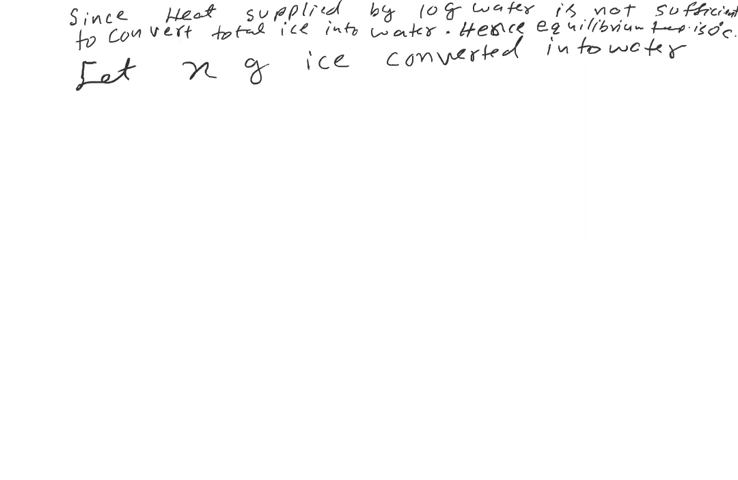 Since Heat supplied by 10g water is not sufficient
to convert total ice into water. Hence equilibrium temp. is 0°c.
Let x g ice converted into water